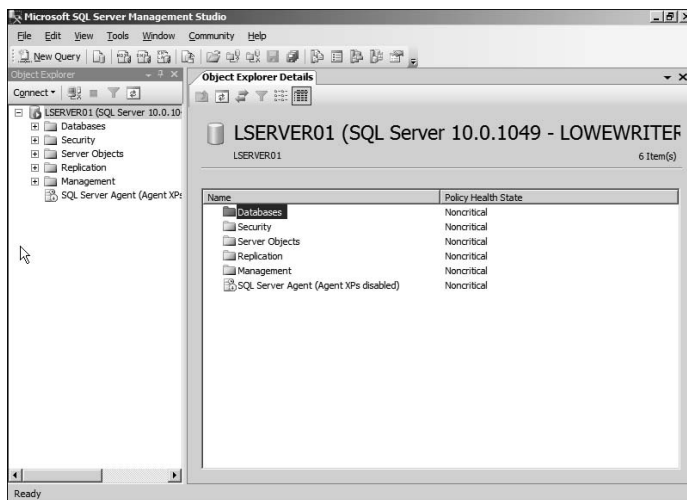 Microsoft SQL Server Management Studio
File Edit View Tools Window Community Help
New Query
Object Explorer
Connect
LSERVER01 (SQL Server 10.0.10
Databases
Security
Server Objects
Replication
Management
SQL Server Agent (Agent XPs
Object Explorer Details
LSERVER01 (SQL Server 10.0.1049 - LOWEWRITER
LSERVER01 6 Item(s)
Name Policy Health State
Databases Noncritical
Security Noncritical
Server Objects Noncritical
Replication Noncritical
Management Noncritical
SQL Server Agent (Agent XPs disabled) Noncritical
Ready